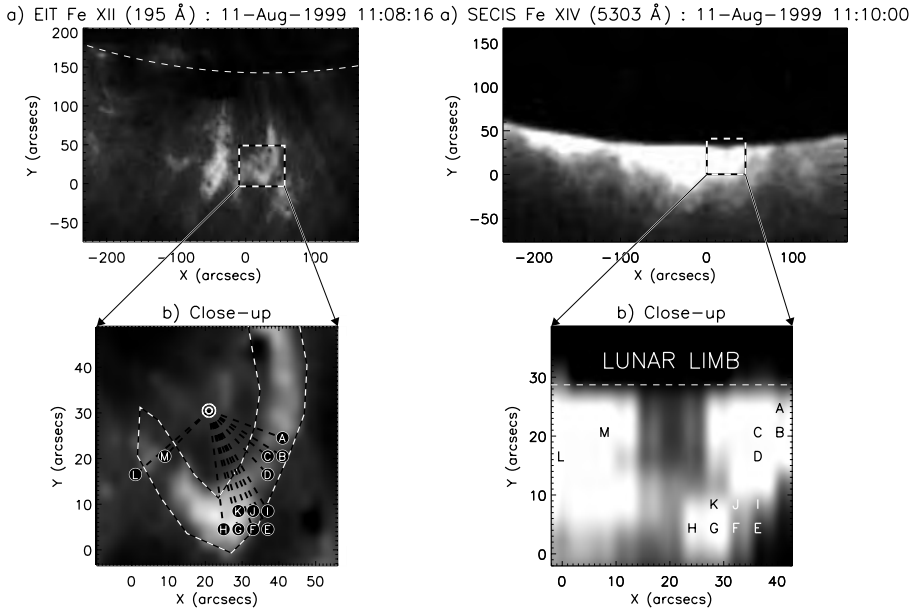 a) EIT Fe XII (195 Å) : 11-Aug-1999 11:08:16
200
150
100
50
0
-50
Y (arcsecs)
-200 -100 0 100
X (arcsecs)
a) SECIS Fe XIV (5303 Å) : 11-Aug-1999 11:10:00
150
100
50
0
-50
Y (arcsecs)
-200 -100 0 100
X (arcsecs)
b) Close-up
40
30
20
10
0
Y (arcsecs)
A
M C B
L D
K J I
H G F E
0 10 20 30 40 50
X (arcsecs)
b) Close-up
LUNAR LIMB
30
20
10
0
Y (arcsecs)
A
M C B
L D
K J I
H G F E
0 10 20 30 40
X (arcsecs)